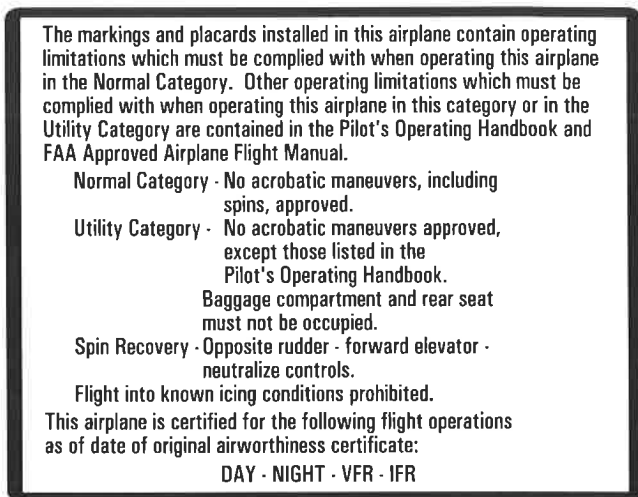 The markings and placards installed in this airplane contain operating
limitations which must be complied with when operating this airplane
in the Normal Category. Other operating limitations which must be
complied with when operating this airplane in this category or in the
Utility Category are contained in the Pilot's Operating Handbook and
FAA Approved Airplane Flight Manual.
Normal Category - No acrobatic maneuvers, including
spins, approved.
Utility Category - No acrobatic maneuvers approved,
except those listed in the
Pilot's Operating Handbook.
Baggage compartment and rear seat
must not be occupied.
Spin Recovery - Opposite rudder - forward elevator -
neutralize controls.
Flight into known icing conditions prohibited.
This airplane is certified for the following flight operations
as of date of original airworthiness certificate:
DAY - NIGHT - VFR - IFR